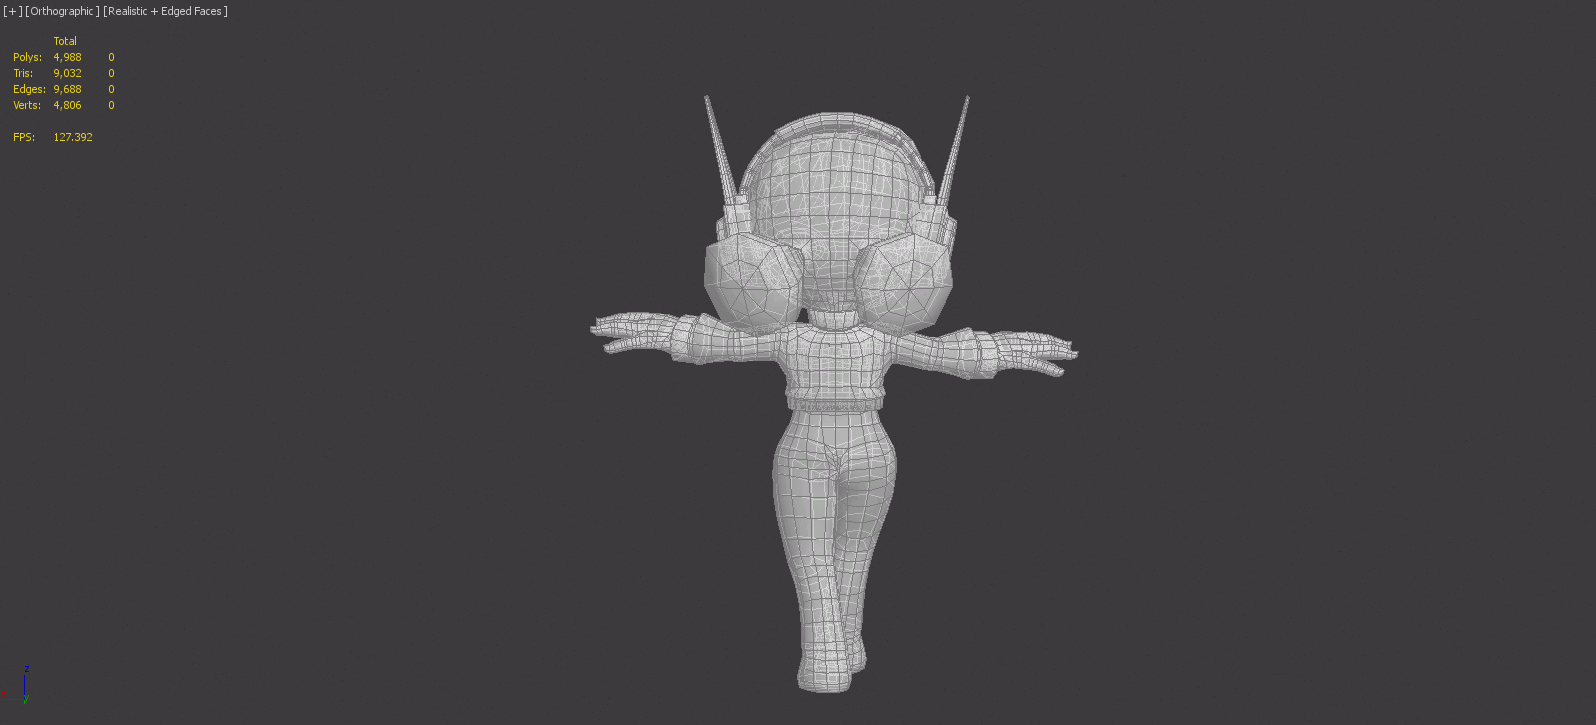 [+] [Orthographic] [Realistic + Edged Faces]
Total
Polys: 4,988 0
Tris: 9,032 0
Edges: 9,688 0
Verts: 4,806 0
FPS: 127.392
z
x
y